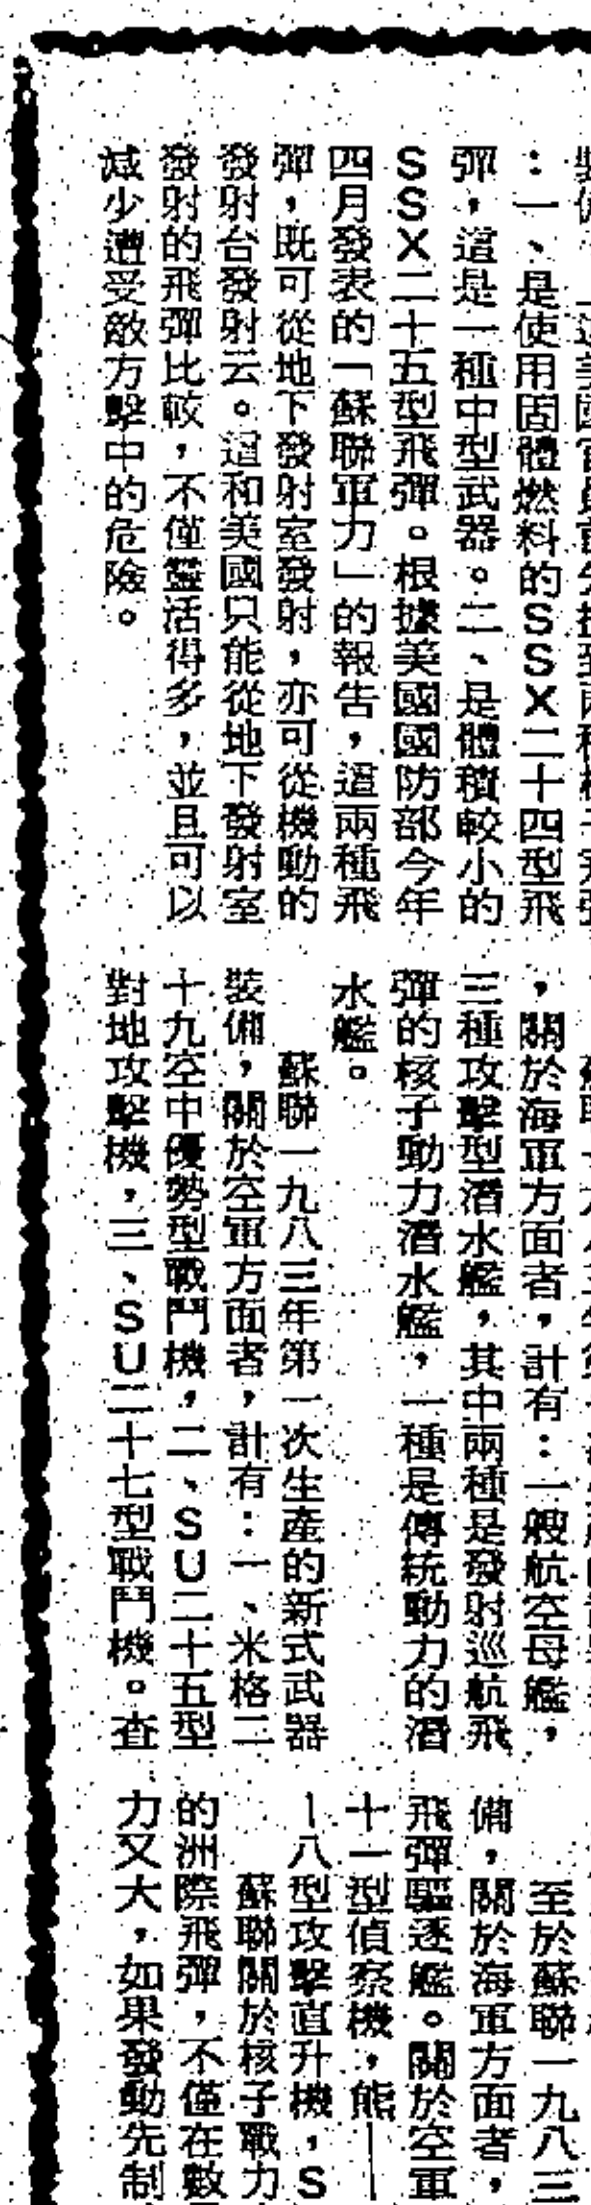 ：一、是使用固體燃料的SSX二十四型飛
彈，這是一種中型武器。二、是體積較小的
SSX二十五型飛彈。根據美國國防部今年
四月發表的「蘇聯軍力」的報告，這兩種飛
彈，既可從地下發射室發射，亦可從機動的
發射台發射云。這和美國只能從地下發射室
發射的飛彈比較，不僅靈活得多，並且可以
減少遭受敵方擊中的危險。
，關於海軍方面者，計有：一艘航空母艦，
三種攻擊型潛水艦，其中兩種是發射巡航飛
彈的核子動力潛水艦，一種是傳統動力的潛
水艦。
蘇聯一九八三年第一次生產的新式武器
裝備，關於空軍方面者，計有：一、米格二
十九空中優勢型戰鬥機，二、SU二十五型
對地攻擊機，三、SU二十七型戰鬥機。查
至於蘇聯一九八三
備，關於海軍方面者，
飛彈驅逐艦。關於空軍
十一型偵察機，熊—
—八型攻擊直升機，S
蘇聯關於核子戰力
的洲際飛彈，不僅在數
力又大，如果發動先制